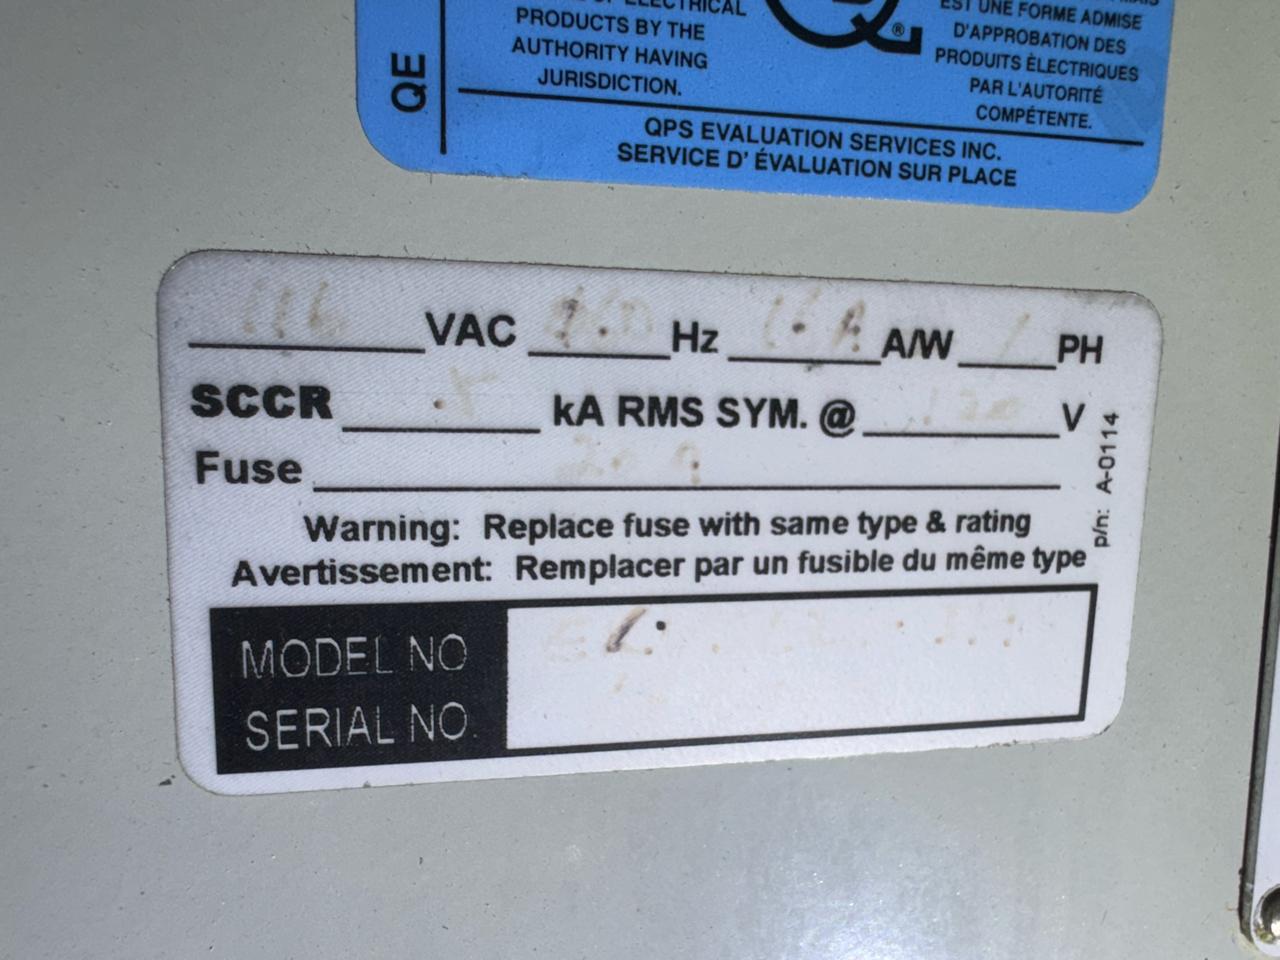 ELECTRICAL
PRODUCTS BY THE
AUTHORITY HAVING
JURISDICTION.
QE
EST UNE FORME ADMISE
D'APPROBATION DES
PRODUITS ÉLECTRIQUES
PAR L'AUTORITÉ
COMPÉTENTE.
QPS EVALUATION SERVICES INC.
SERVICE D' ÉVALUATION SUR PLACE
116 VAC Hz A/W PH
SCCR kA RMS SYM. @ V
Fuse
Warning: Replace fuse with same type & rating
Avertissement: Remplacer par un fusible du même type
p/n: A-0114
MODEL NO
SERIAL NO.